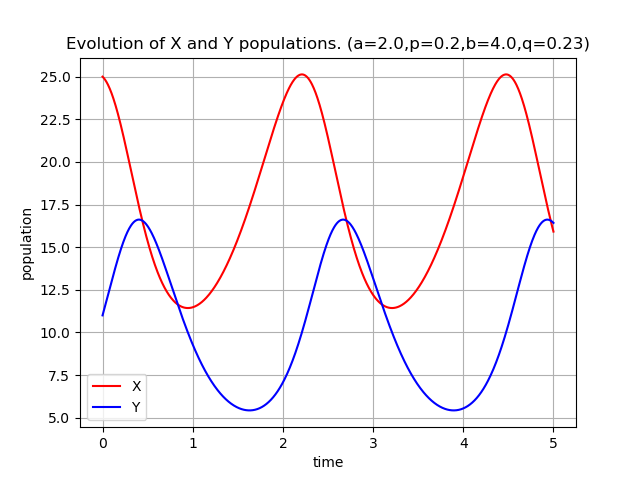 Evolution of X and Y populations. (a=2.0,p=0.2,b=4.0,q=0.23)
population
25.0
22.5
20.0
17.5
15.0
12.5
10.0
7.5
5.0
X
Y
0 1 2 3 4 5
time